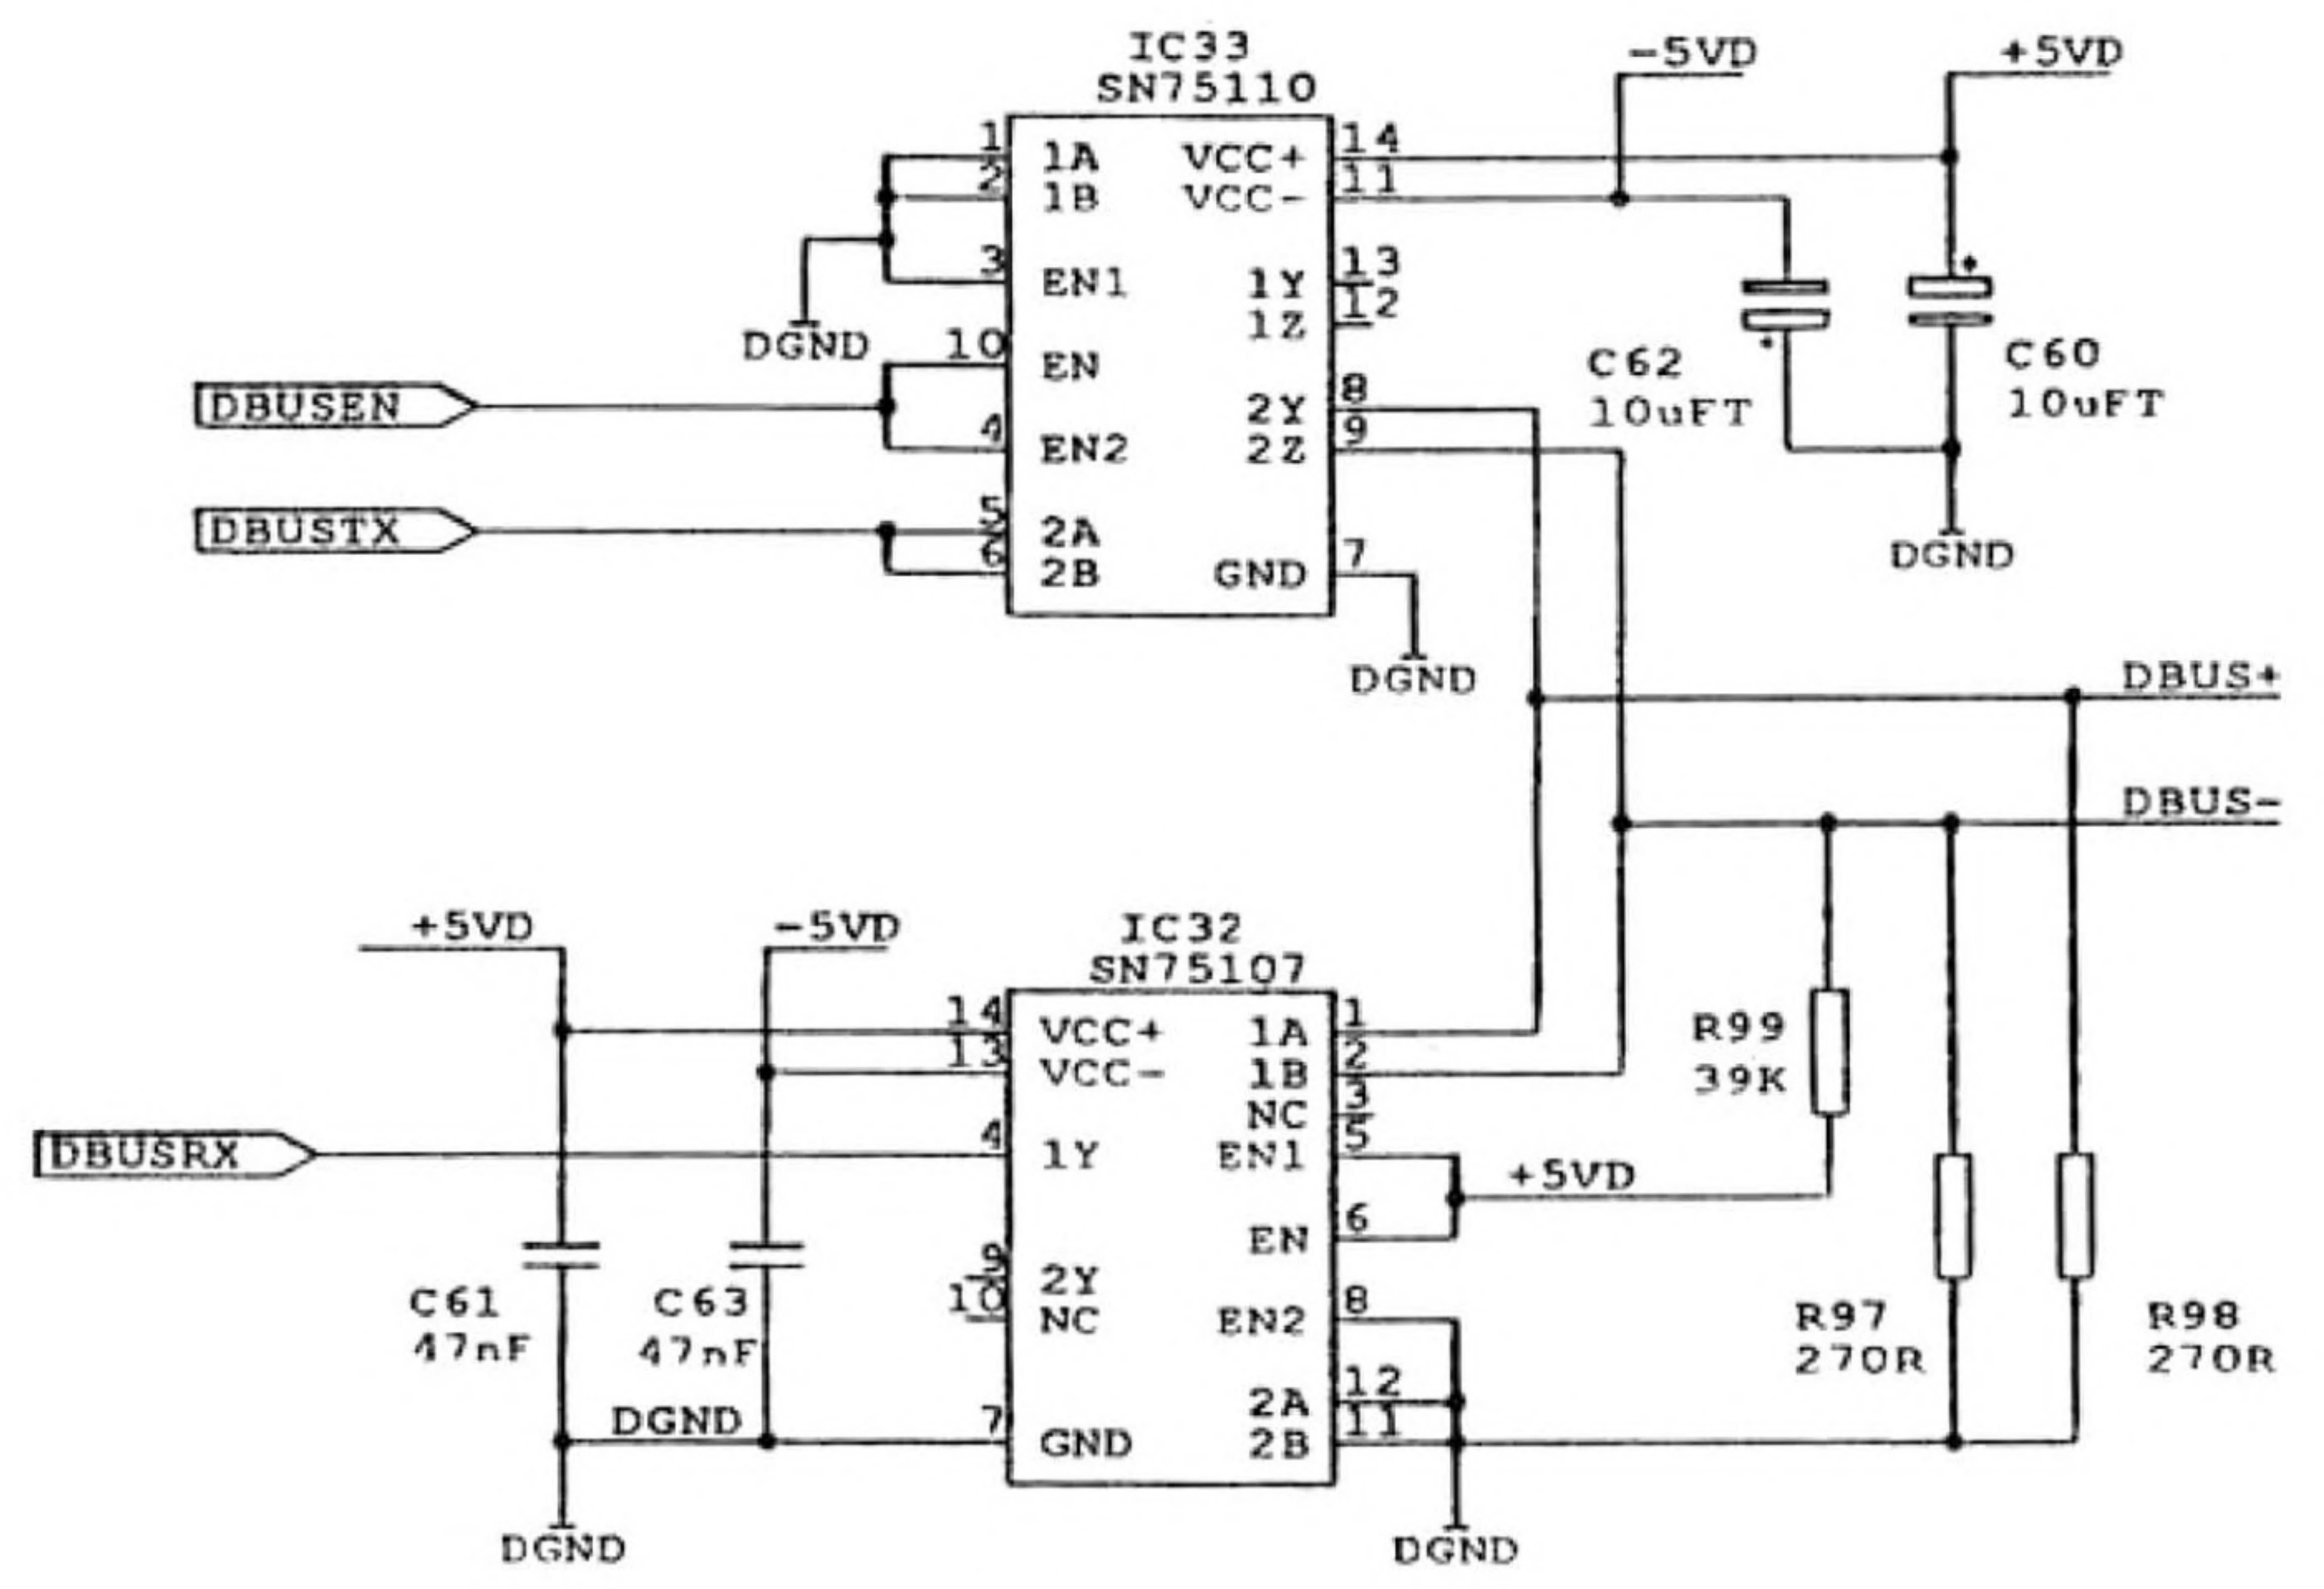 IC33
SN75110
-5VD
+5VD
1
1A
VCC+
14
2
1B
VCC-
11
3
EN1
1Y
13
1Z
12
DGND
10
EN
C62
10uFT
C60
10uFT
DBUSEN
2Y
8
4
EN2
2Z
9
DBUSTX
5
2A
6
2B
GND
7
DGND
DGND
DBUS+
DBUS-
+5VD
-5VD
IC32
SN75107
14
VCC+
1A
1
13
VCC-
1B
2
NC
3
R99
39K
DBUSRX
4
1Y
EN1
5
+5VD
EN
6
9
2Y
10
NC
EN2
8
C61
47nF
C63
47nF
R97
270R
R98
270R
2A
12
DGND
7
GND
2B
11
DGND
DGND